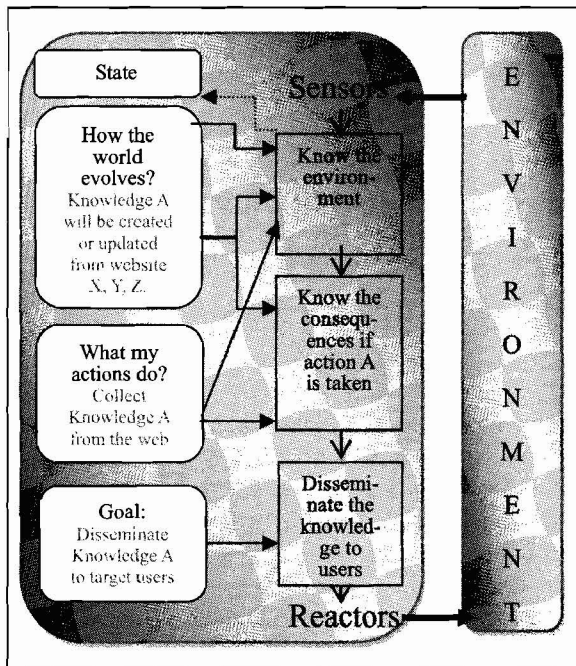 State
Sensors
How the
world
evolves?
Knowledge A
will be created
or updated
from website
X, Y, Z.
Know the
environ-
ment
What my
actions do?
Collect
Knowledge A
from the web
Know the
consequ-
ences if
action A
is taken
Goal:
Disseminate
Knowledge A
to target users
Dissemi-
nate the
knowled-
ge to
users
Reactors
E
N
V
I
R
O
N
M
E
N
T